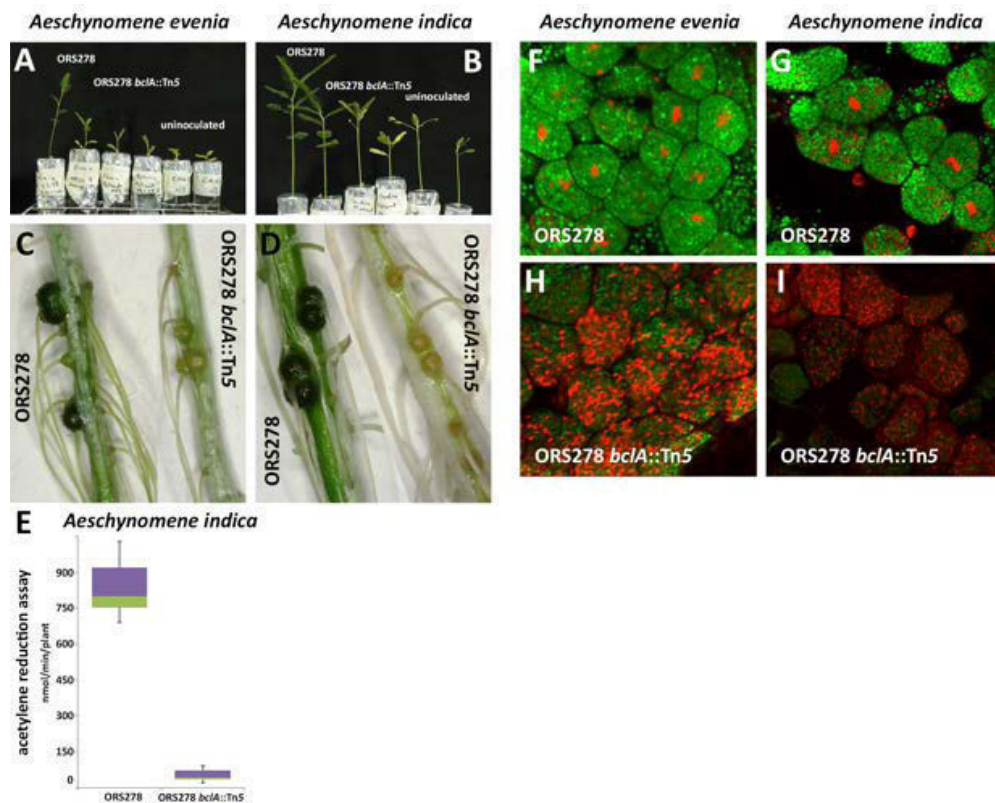 Aeschynomene evenia
Aeschynomene indica
Aeschynomene evenia
Aeschynomene indica
A
ORS278
ORS278 bclA::Tn5
uninoculated
B
ORS278
ORS278 bclA::Tn5
uninoculated
F
ORS278
G
ORS278
C
ORS278
ORS278 bclA::Tn5
D
ORS278
ORS278 bclA::Tn5
H
ORS278 bclA::Tn5
I
ORS278 bclA::Tn5
E
Aeschynomene indica
acetylene reduction assay
nmol/min/plant
900
750
600
450
300
150
0
ORS278
ORS278 bclA::Tn5